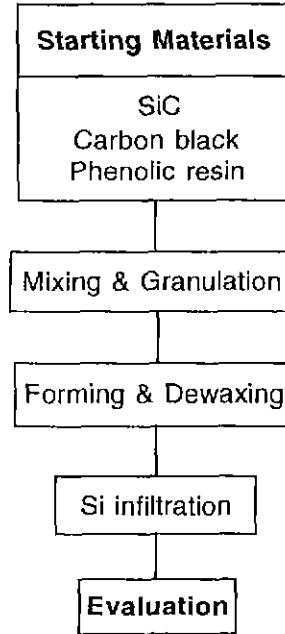 Starting Materials
SiC
Carbon black
Phenolic resin
Mixing & Granulation
Forming & Dewaxing
Si infiltration
Evaluation